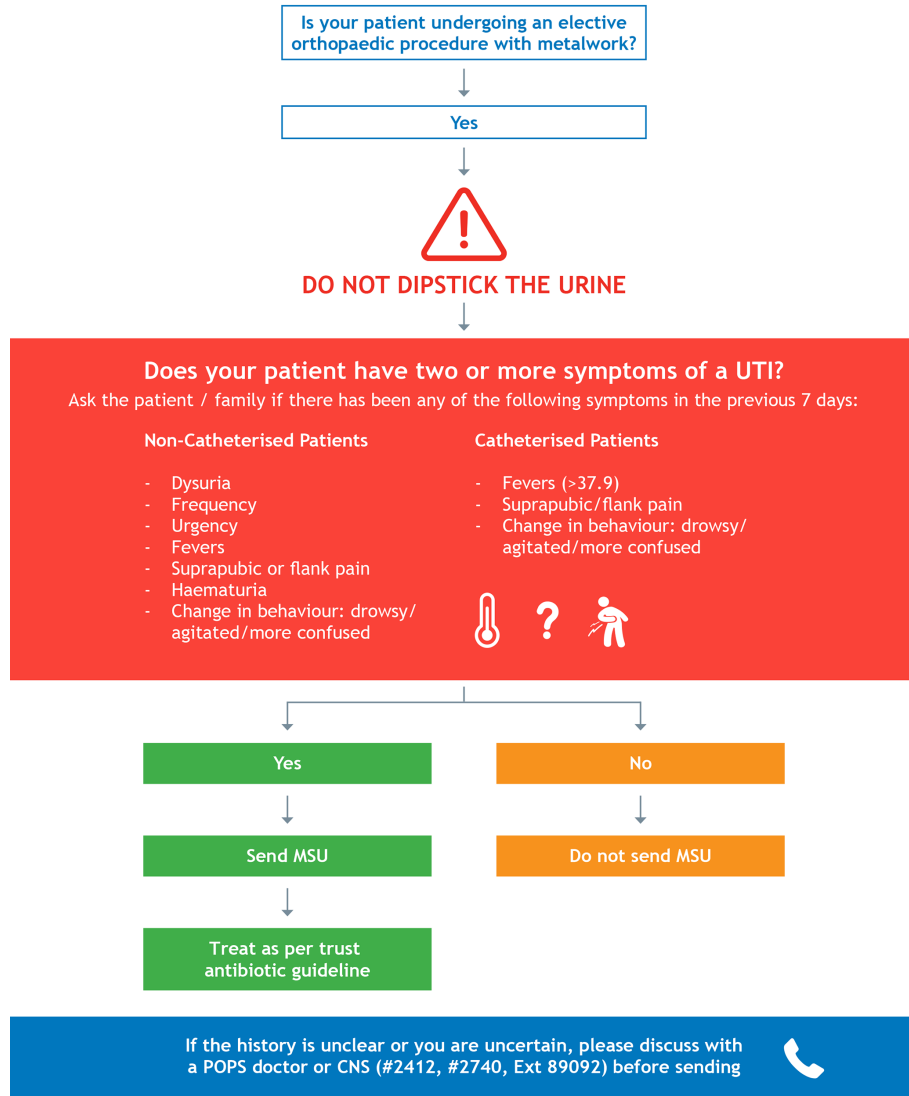 Is your patient undergoing an elective
orthopaedic procedure with metalwork?
Yes
!
DO NOT DIPSTICK THE URINE
Does your patient have two or more symptoms of a UTI?
Ask the patient / family if there has been any of the following symptoms in the previous 7 days:
Non-Catheterised Patients
- Dysuria
- Frequency
- Urgency
- Fevers
- Suprapubic or flank pain
- Haematuria
- Change in behaviour: drowsy/
agitated/more confused
Catheterised Patients
- Fevers (>37.9)
- Suprapubic/flank pain
- Change in behaviour: drowsy/
agitated/more confused
?
Yes
No
Send MSU
Do not send MSU
Treat as per trust
antibiotic guideline
If the history is unclear or you are uncertain, please discuss with
a POPS doctor or CNS (#2412, #2740, Ext 89092) before sending